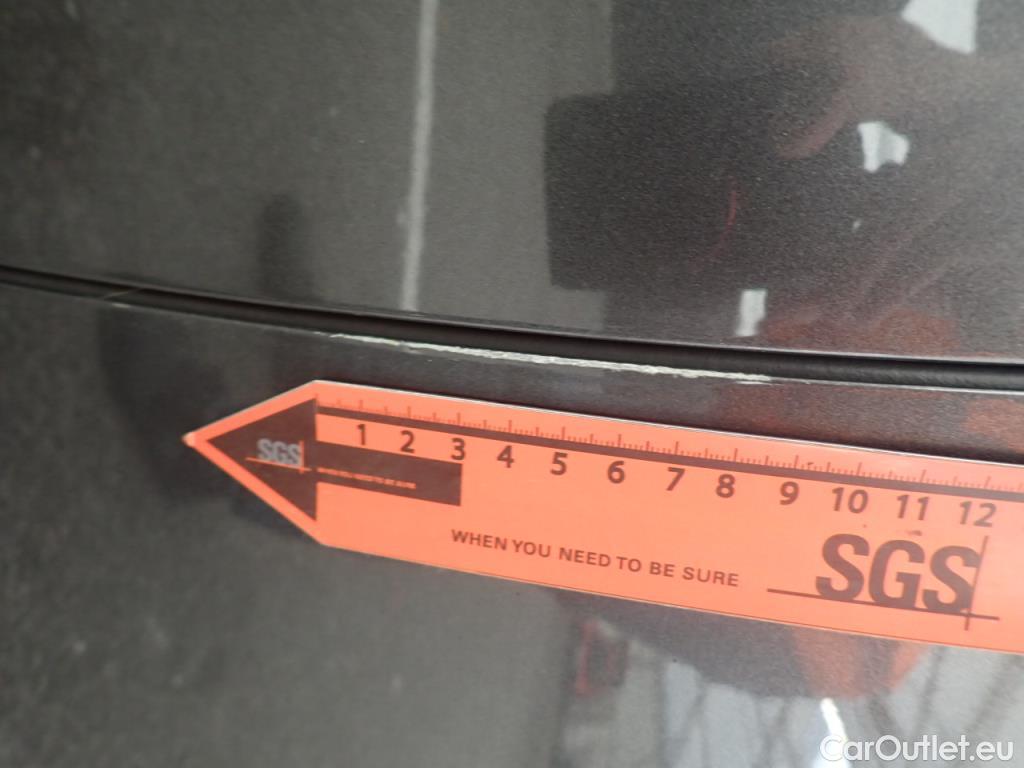 1 2 3 4 5 6 7 8 9 10 11 12
SGS
WHEN YOU NEED TO BE SURE
SGS
CarOutlet.eu